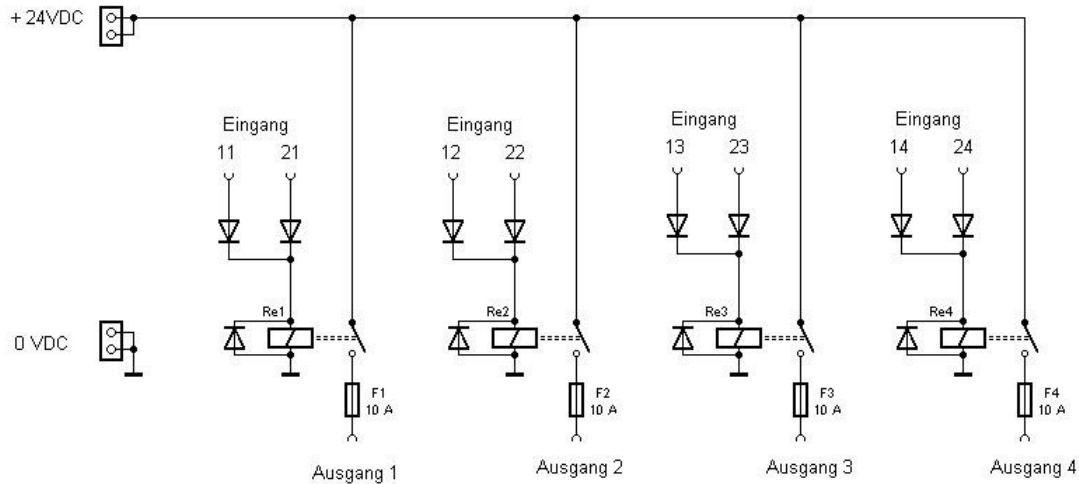 + 24VDC
Eingang
11 21
Eingang
12 22
Eingang
13 23
Eingang
14 24
0 VDC
Re1
Re2
Re3
Re4
F1
10 A
F2
10 A
F3
10 A
F4
10 A
Ausgang 1
Ausgang 2
Ausgang 3
Ausgang 4